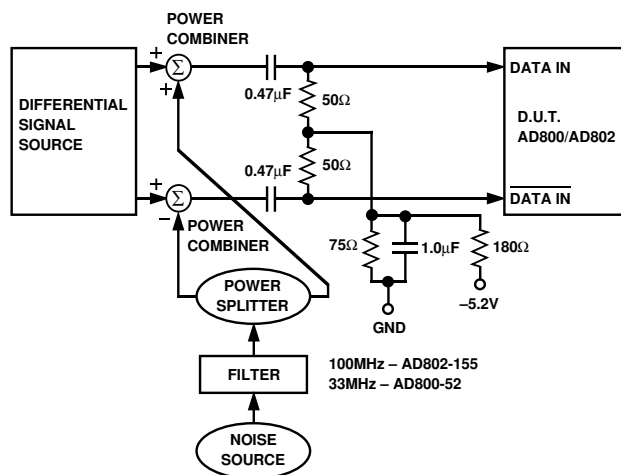 POWER
COMBINER
+
Σ
+
DIFFERENTIAL
SIGNAL
SOURCE
0.47µF
50Ω
DATA IN
D.U.T.
AD800/AD802
0.47µF
50Ω
+
Σ
−
DATA IN
POWER
COMBINER
75Ω
1.0µF
180Ω
−5.2V
GND
POWER
SPLITTER
FILTER
100MHz – AD802-155
33MHz – AD800-52
NOISE
SOURCE